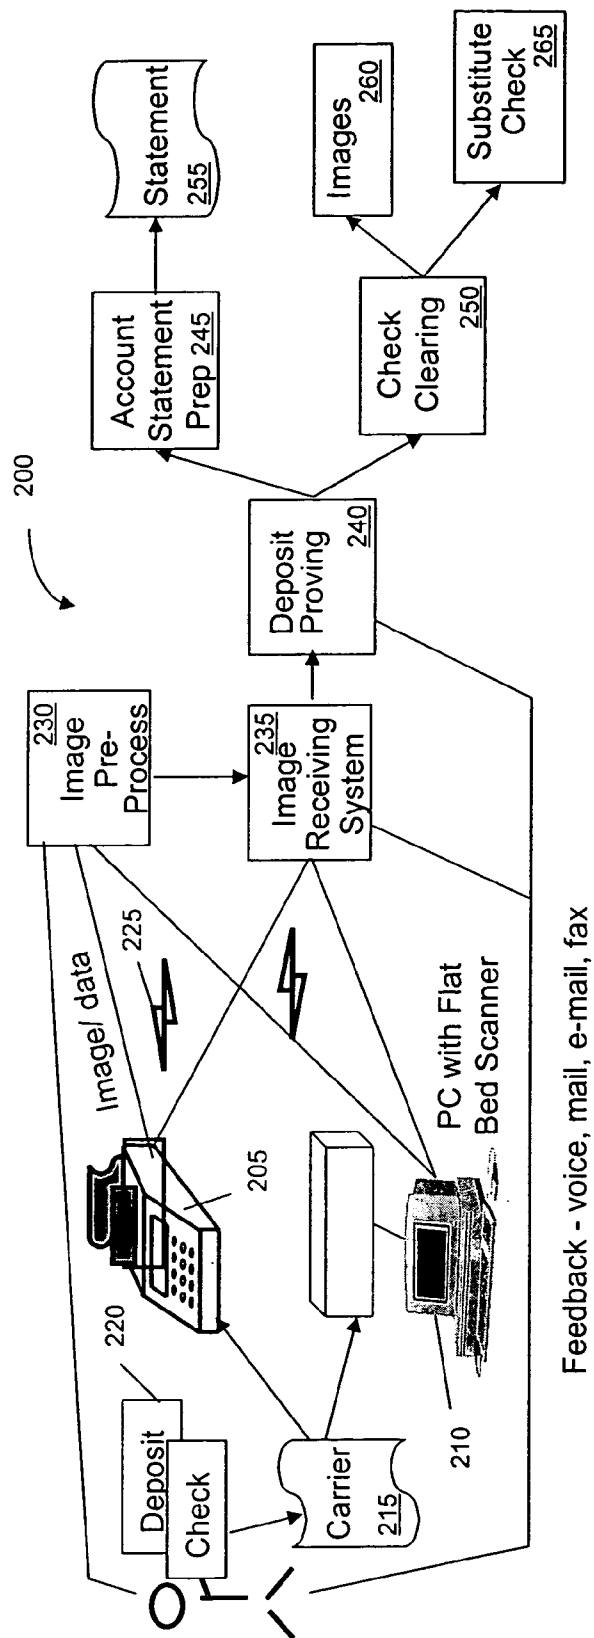 200
Deposit
220
Check
Carrier
215
205
210
PC with Flat
Bed Scanner
Image/ data
225
230
Image
Pre-
Process
235
Image
Receiving
System
Deposit
Proving
240
Account
Statement
Prep 245
Statement
255
Check
Clearing
250
Images
260
Substitute
Check
265
Feedback - voice, mail, e-mail, fax